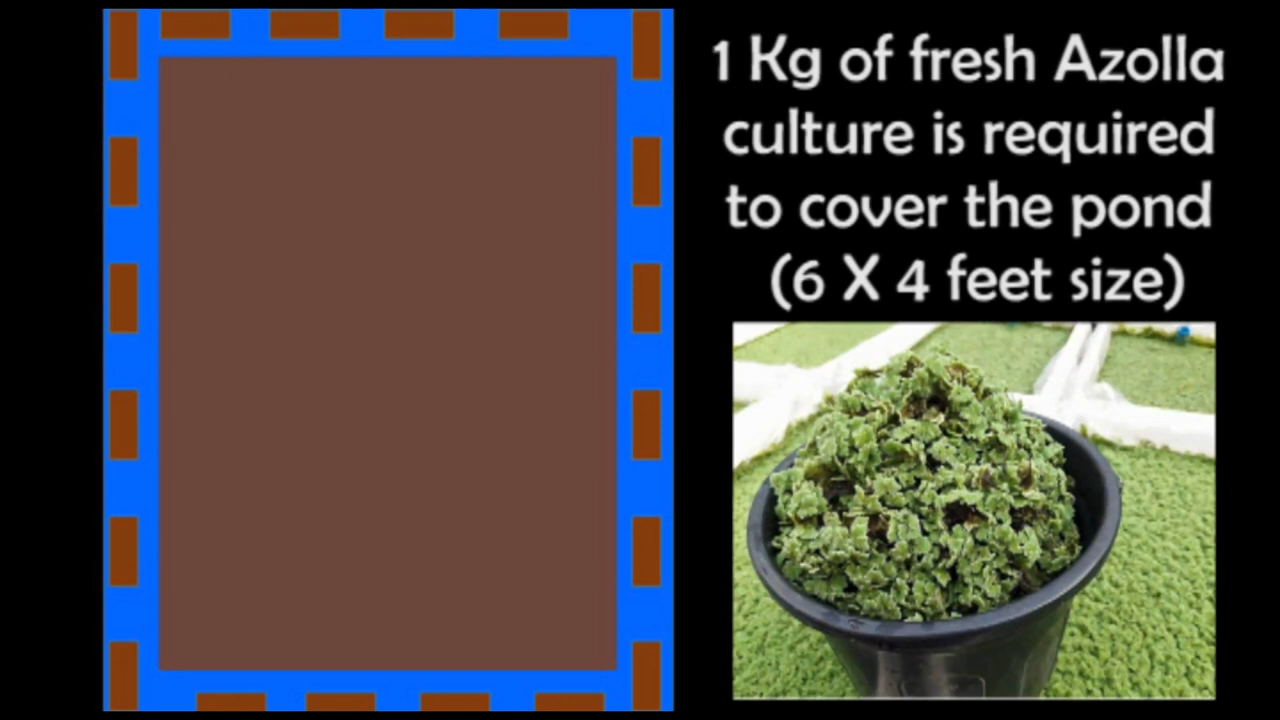 1 Kg of fresh Azolla
culture is required
to cover the pond
(6 X 4 feet size)